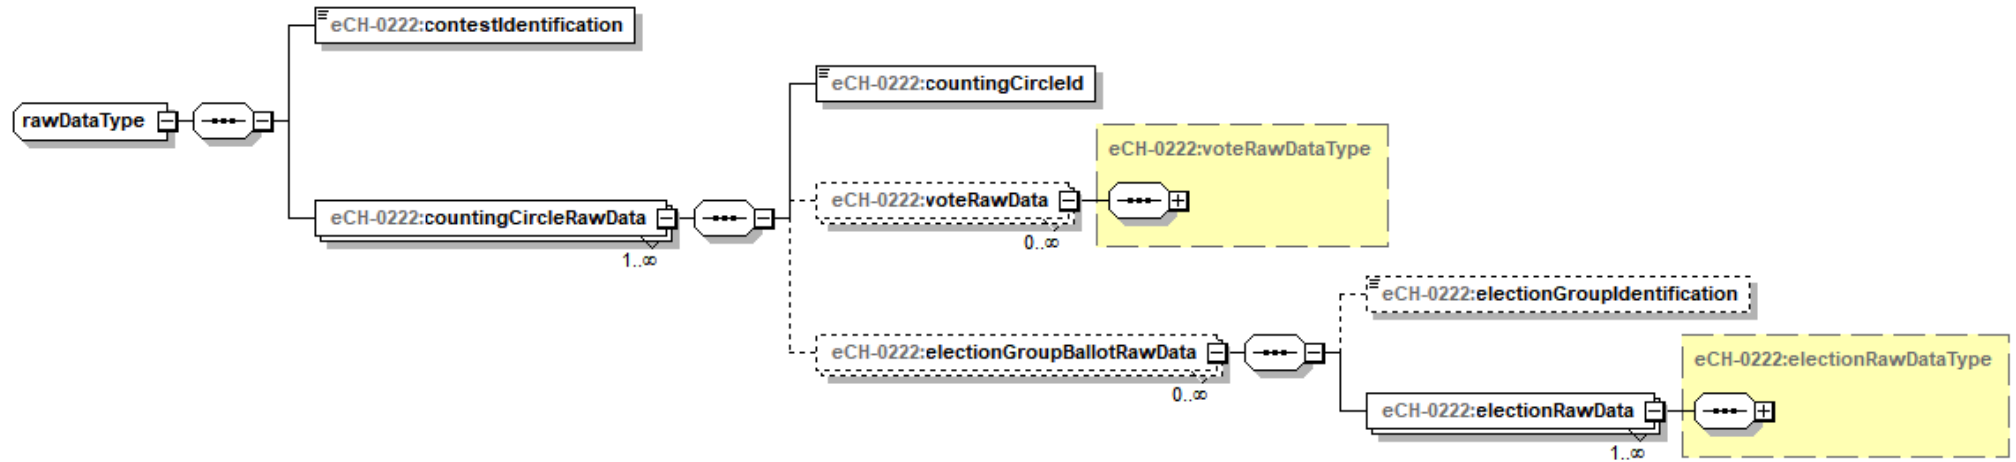 eCH-0222:contestIdentification
eCH-0222:countingCircleId
rawDataType
eCH-0222:voteRawDataType
eCH-0222:voteRawData
0..∞
eCH-0222:countingCircleRawData
1..∞
eCH-0222:electionGroupIdentification
eCH-0222:electionGroupBallotRawData
0..∞
eCH-0222:electionRawDataType
eCH-0222:electionRawData
1..∞